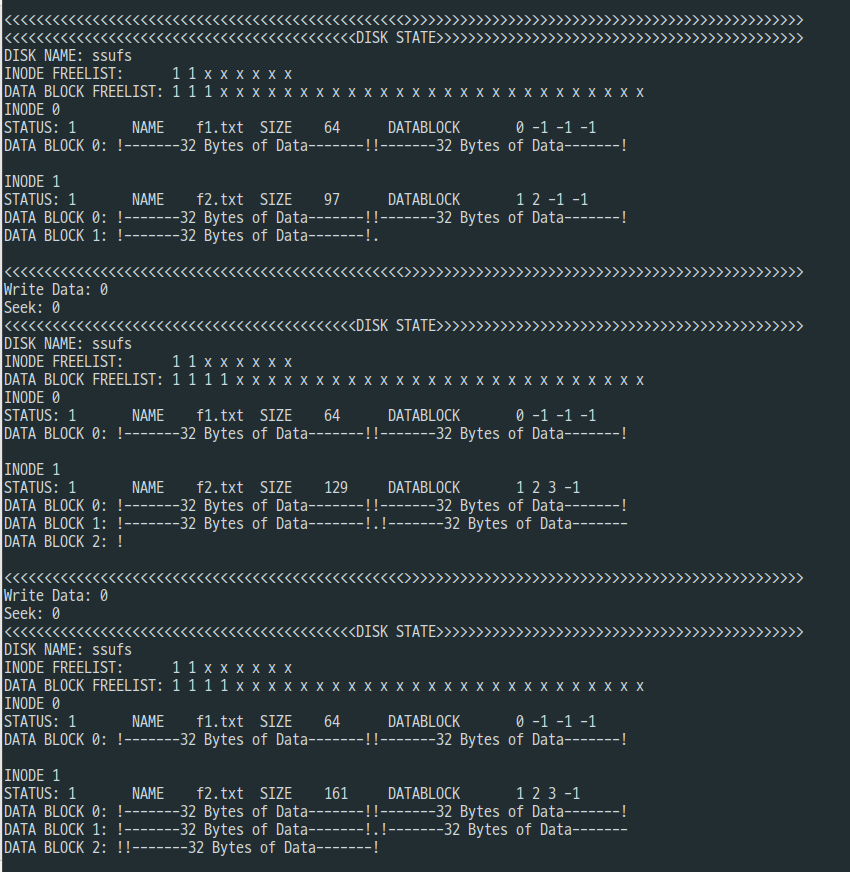 <<<<<<<<<<<<<<<<<<<<<<<<<<<<<<<<<<<<<<<<<<<<<<<<<<>>>>>>>>>>>>>>>>>>>>>>>>>>>>>>>>>>>>>>>>>>>>>>>>>>
<<<<<<<<<<<<<<<<<<<<<<<<<<<<<<<<<<<<<<<<<<<<DISK STATE>>>>>>>>>>>>>>>>>>>>>>>>>>>>>>>>>>>>>>>>>>>>>>
DISK NAME: ssufs
INODE FREELIST:      1 1 x x x x x x
DATA BLOCK FREELIST: 1 1 1 x x x x x x x x x x x x x x x x x x x x x x x x x x x
INODE 0
STATUS: 1       NAME    f1.txt  SIZE    64      DATABLOCK       0 -1 -1 -1
DATA BLOCK 0: !-------32 Bytes of Data-------!!-------32 Bytes of Data-------!
INODE 1
STATUS: 1       NAME    f2.txt  SIZE    97      DATABLOCK       1 2 -1 -1
DATA BLOCK 0: !-------32 Bytes of Data-------!!-------32 Bytes of Data-------!
DATA BLOCK 1: !-------32 Bytes of Data-------!.
<<<<<<<<<<<<<<<<<<<<<<<<<<<<<<<<<<<<<<<<<<<<<<<<<<>>>>>>>>>>>>>>>>>>>>>>>>>>>>>>>>>>>>>>>>>>>>>>>>>>
Write Data: 0
Seek: 0
<<<<<<<<<<<<<<<<<<<<<<<<<<<<<<<<<<<<<<<<<<<<DISK STATE>>>>>>>>>>>>>>>>>>>>>>>>>>>>>>>>>>>>>>>>>>>>>>
DISK NAME: ssufs
INODE FREELIST:      1 1 x x x x x x
DATA BLOCK FREELIST: 1 1 1 1 x x x x x x x x x x x x x x x x x x x x x x x x x x
INODE 0
STATUS: 1       NAME    f1.txt  SIZE    64      DATABLOCK       0 -1 -1 -1
DATA BLOCK 0: !-------32 Bytes of Data-------!!-------32 Bytes of Data-------!
INODE 1
STATUS: 1       NAME    f2.txt  SIZE    129     DATABLOCK       1 2 3 -1
DATA BLOCK 0: !-------32 Bytes of Data-------!!-------32 Bytes of Data-------!
DATA BLOCK 1: !-------32 Bytes of Data-------!.!-------32 Bytes of Data-------
DATA BLOCK 2: !
<<<<<<<<<<<<<<<<<<<<<<<<<<<<<<<<<<<<<<<<<<<<<<<<<<>>>>>>>>>>>>>>>>>>>>>>>>>>>>>>>>>>>>>>>>>>>>>>>>>>
Write Data: 0
Seek: 0
<<<<<<<<<<<<<<<<<<<<<<<<<<<<<<<<<<<<<<<<<<<<DISK STATE>>>>>>>>>>>>>>>>>>>>>>>>>>>>>>>>>>>>>>>>>>>>>>
DISK NAME: ssufs
INODE FREELIST:      1 1 x x x x x x
DATA BLOCK FREELIST: 1 1 1 1 x x x x x x x x x x x x x x x x x x x x x x x x x x
INODE 0
STATUS: 1       NAME    f1.txt  SIZE    64      DATABLOCK       0 -1 -1 -1
DATA BLOCK 0: !-------32 Bytes of Data-------!!-------32 Bytes of Data-------!
INODE 1
STATUS: 1       NAME    f2.txt  SIZE    161     DATABLOCK       1 2 3 -1
DATA BLOCK 0: !-------32 Bytes of Data-------!!-------32 Bytes of Data-------!
DATA BLOCK 1: !-------32 Bytes of Data-------!.!-------32 Bytes of Data-------
DATA BLOCK 2: !!-------32 Bytes of Data-------!